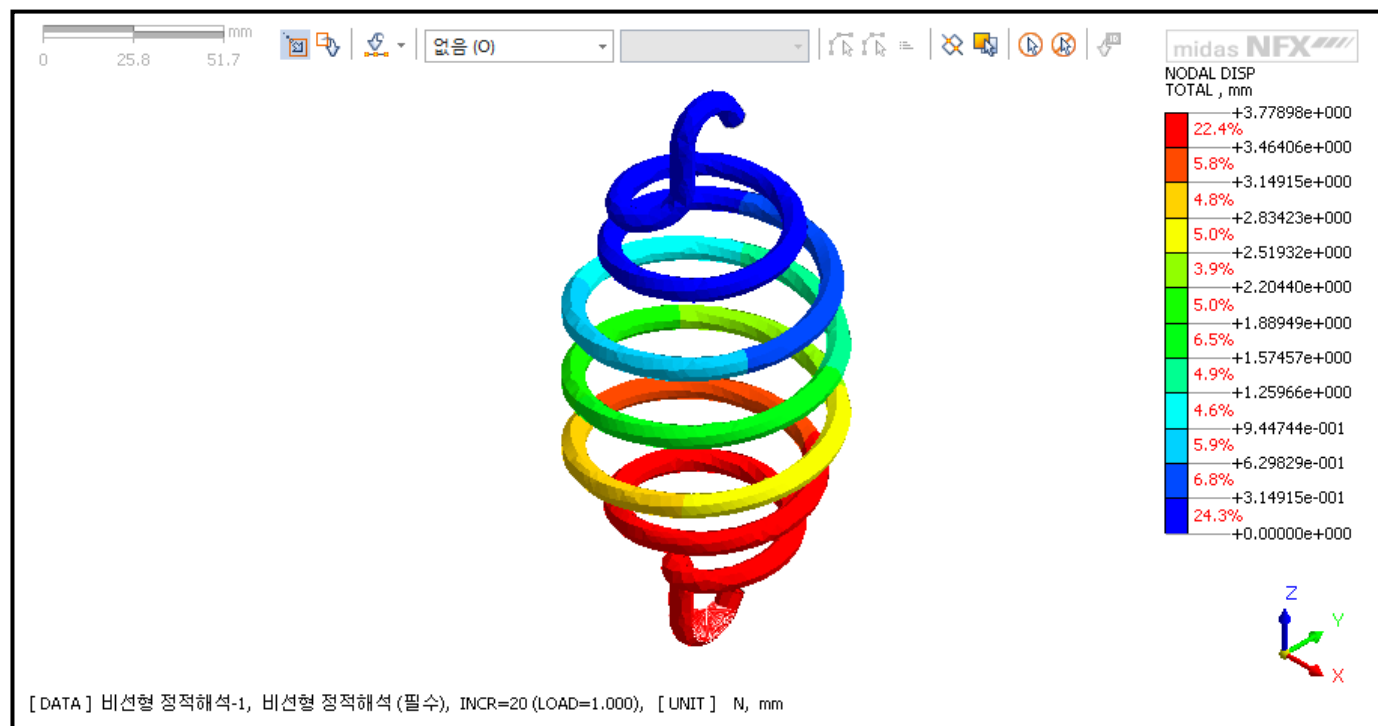 mm
0 25.8 51.7
없음 (O)
midas NFX
NODAL DISP
TOTAL , mm
+3.77898e+000
22.4%
+3.46406e+000
5.8%
+3.14915e+000
4.8%
+2.83423e+000
5.0%
+2.51932e+000
3.9%
+2.20440e+000
5.0%
+1.88949e+000
6.5%
+1.57457e+000
4.9%
+1.25966e+000
4.6%
+9.44744e-001
5.9%
+6.29829e-001
6.8%
+3.14915e-001
24.3%
+0.00000e+000
Z
Y
X
[ DATA ] 비선형 정적해석-1, 비선형 정적해석 (필수), INCR=20 (LOAD=1.000), [ UNIT ] N, mm